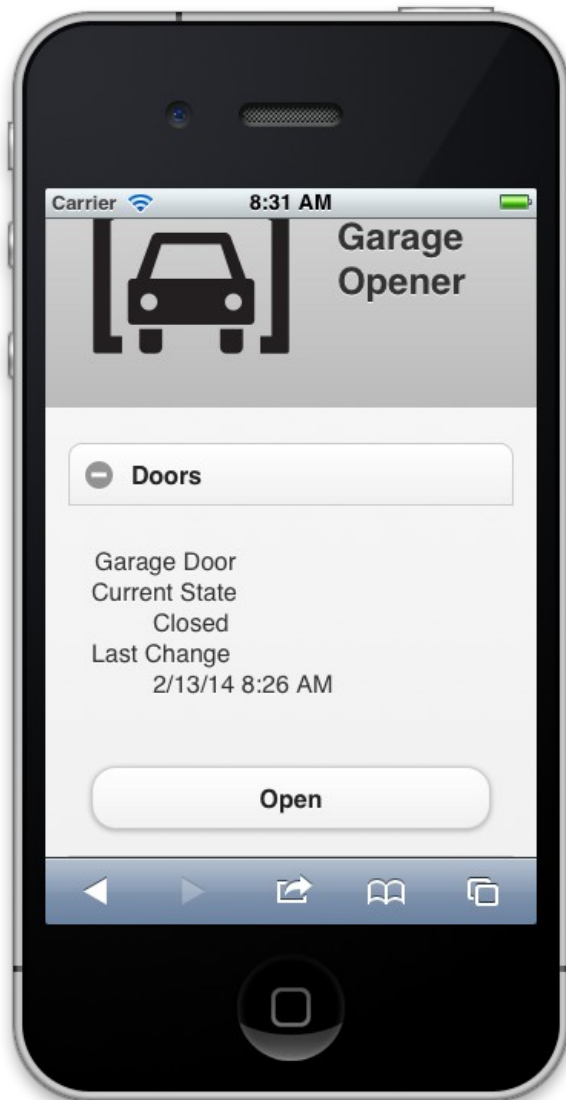 Carrier 8:31 AM
Garage
Opener
Doors
Garage Door
Current State
Closed
Last Change
2/13/14 8:26 AM
Open